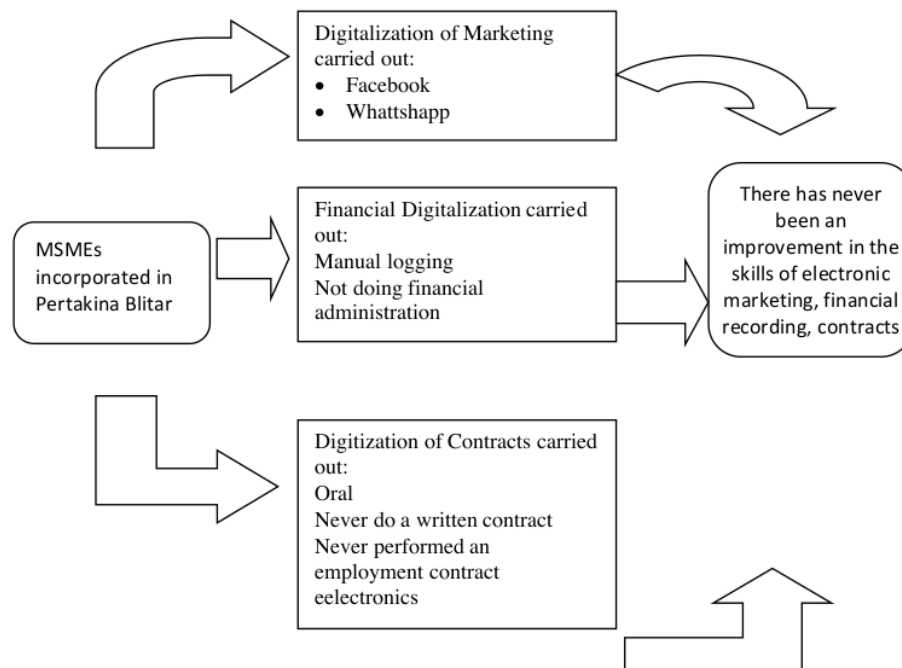 Digitalization of Marketing
carried out:
• Facebook
• Whattshapp
MSMEs
incorporated in
Pertakina Blitar
Financial Digitalization carried
out:
Manual logging
Not doing financial
administration
There has never
been an
improvement in the
skills of electronic
marketing, financial
recording, contracts
Digitization of Contracts carried
out:
Oral
Never do a written contract
Never performed an
employment contract
eelectronics